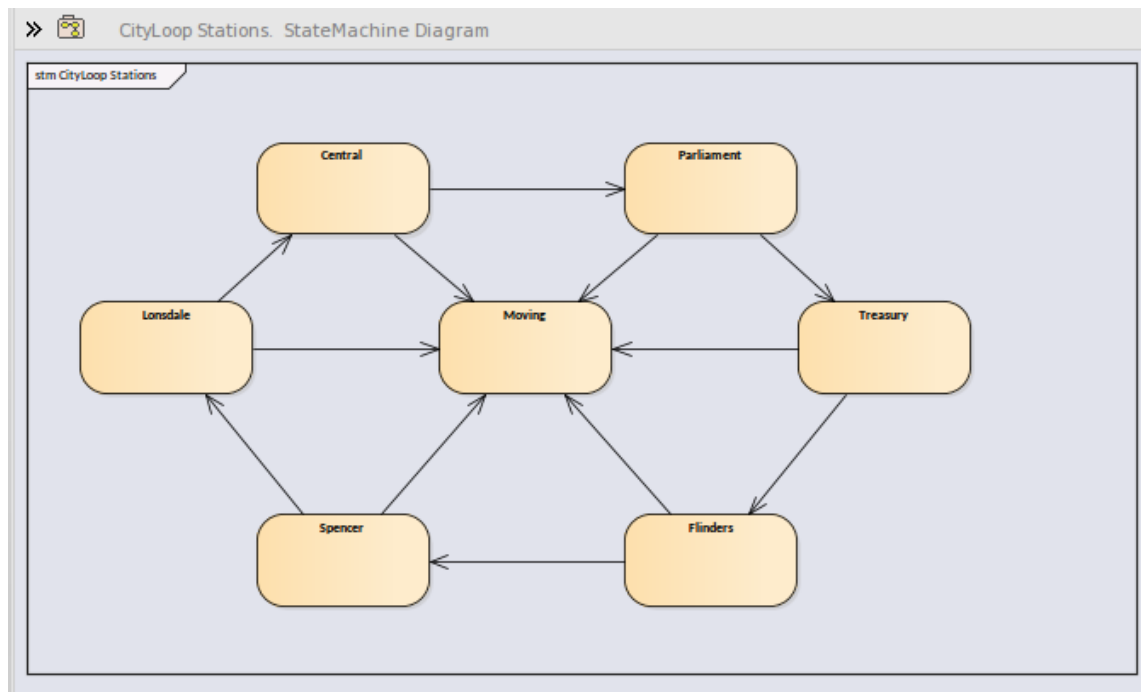 CityLoop Stations.  StateMachine Diagram
stm CityLoop Stations
Central
Parliament
Lonsdale
Moving
Treasury
Spencer
Flinders